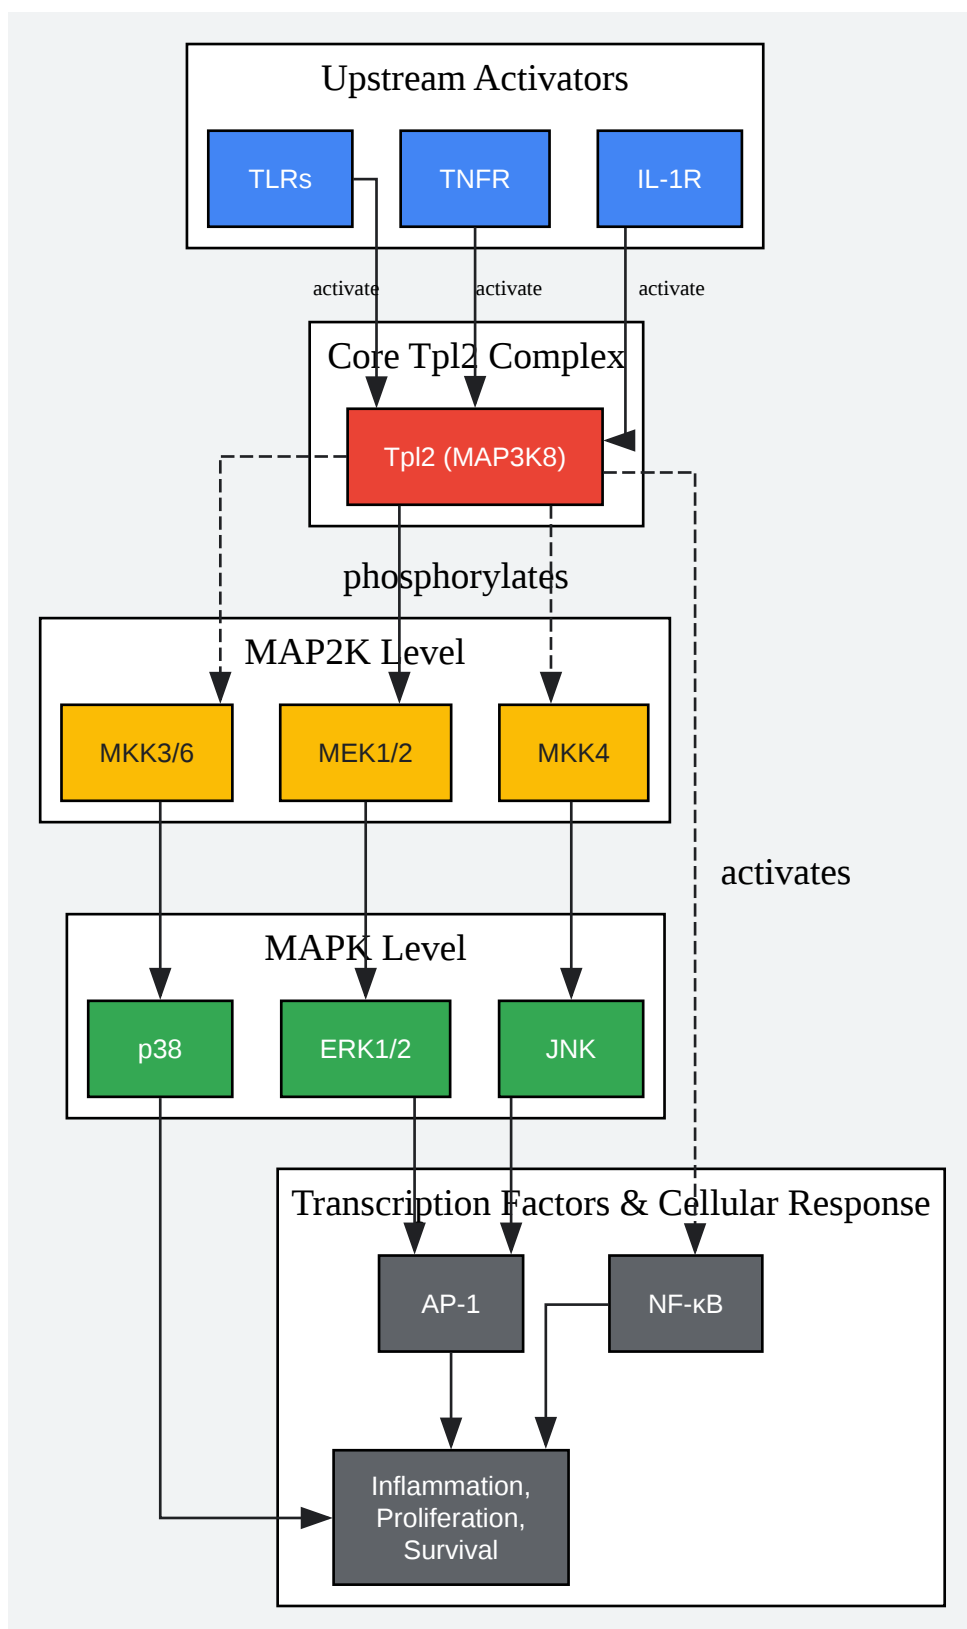 Upstream Activators
TLRs
TNFR
IL-1R
activate
activate
activate
Core Tpl2 Complex
Tpl2 (MAP3K8)
phosphorylates
MAP2K Level
MKK3/6
MEK1/2
MKK4
activates
MAPK Level
p38
ERK1/2
JNK
Transcription Factors & Cellular Response
AP-1
NF-κB
Inflammation,
Proliferation,
Survival